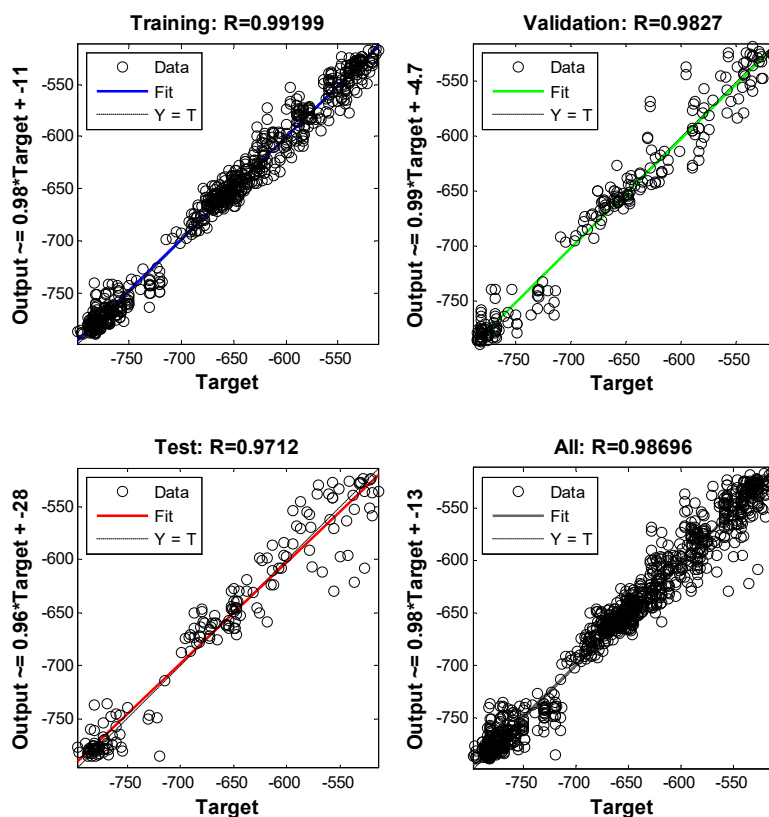 Training: R=0.99199
Output ~= 0.98*Target + -11
-550
-600
-650
-700
-750
Data
Fit
Y = T
-750 -700 -650 -600 -550
Target
Validation: R=0.9827
Output ~= 0.99*Target + -4.7
-550
-600
-650
-700
-750
Data
Fit
Y = T
-750 -700 -650 -600 -550
Target
Test: R=0.9712
Output ~= 0.96*Target + -28
-550
-600
-650
-700
-750
Data
Fit
Y = T
-750 -700 -650 -600 -550
Target
All: R=0.98696
Output ~= 0.98*Target + -13
-550
-600
-650
-700
-750
Data
Fit
Y = T
-750 -700 -650 -600 -550
Target